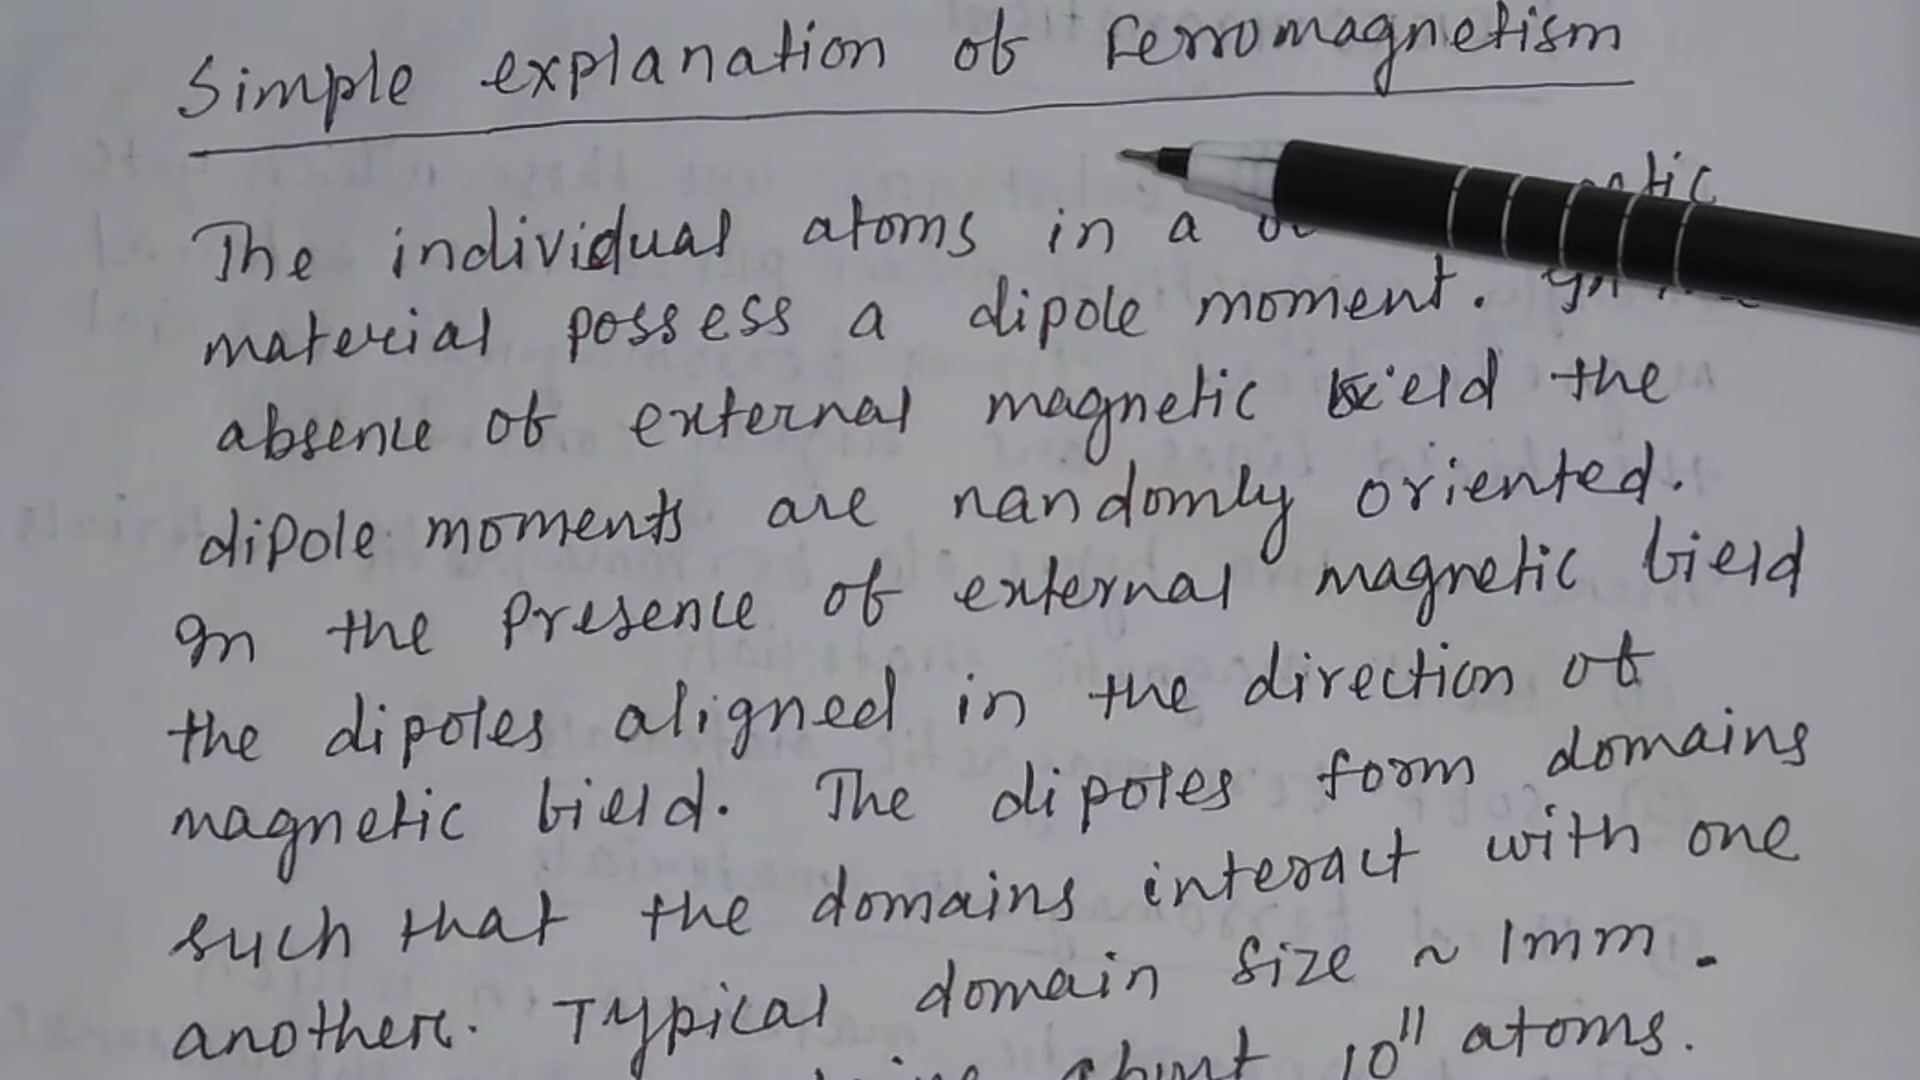 Simple explanation of Ferromagnetism
The individual atoms in a
material possess a dipole moment.
absence of external magnetic field the
dipole moments are randomly oriented.
In the presence of external magnetic field
the dipoles aligned in the direction of
magnetic field. The dipoles form domains
such that the domains interact with one
another. Typical domain size ~ 1mm.
about 10¹¹ atoms.